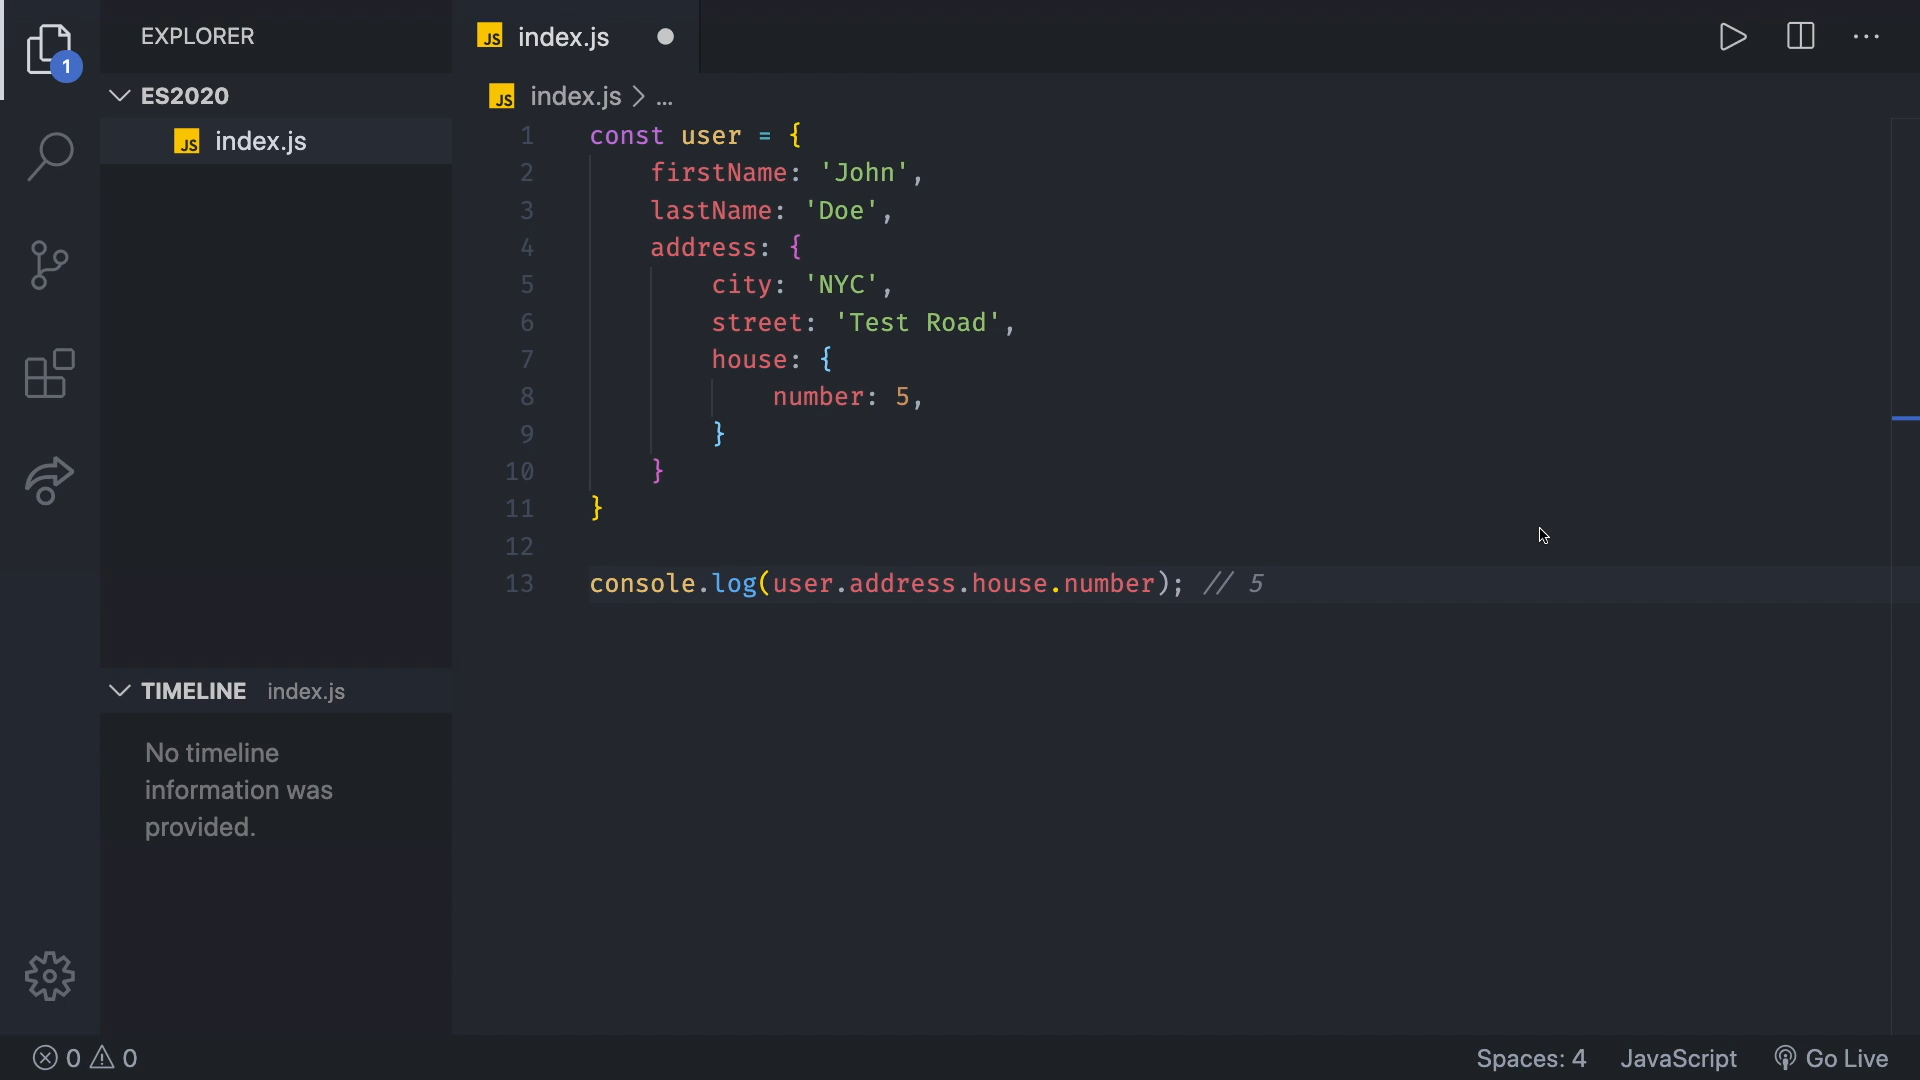 EXPLORER
JS index.js
1
ES2020
JS index.js
JS index.js > ...
1 const user = {
2 firstName: 'John',
3 lastName: 'Doe',
4 address: {
5 city: 'NYC',
6 street: 'Test Road',
7 house: {
8 number: 5,
9 }
10 }
11 }
12
13 console.log(user.address.house.number); // 5
TIMELINE index.js
No timeline
information was
provided.
0 0
Spaces: 4 JavaScript Go Live